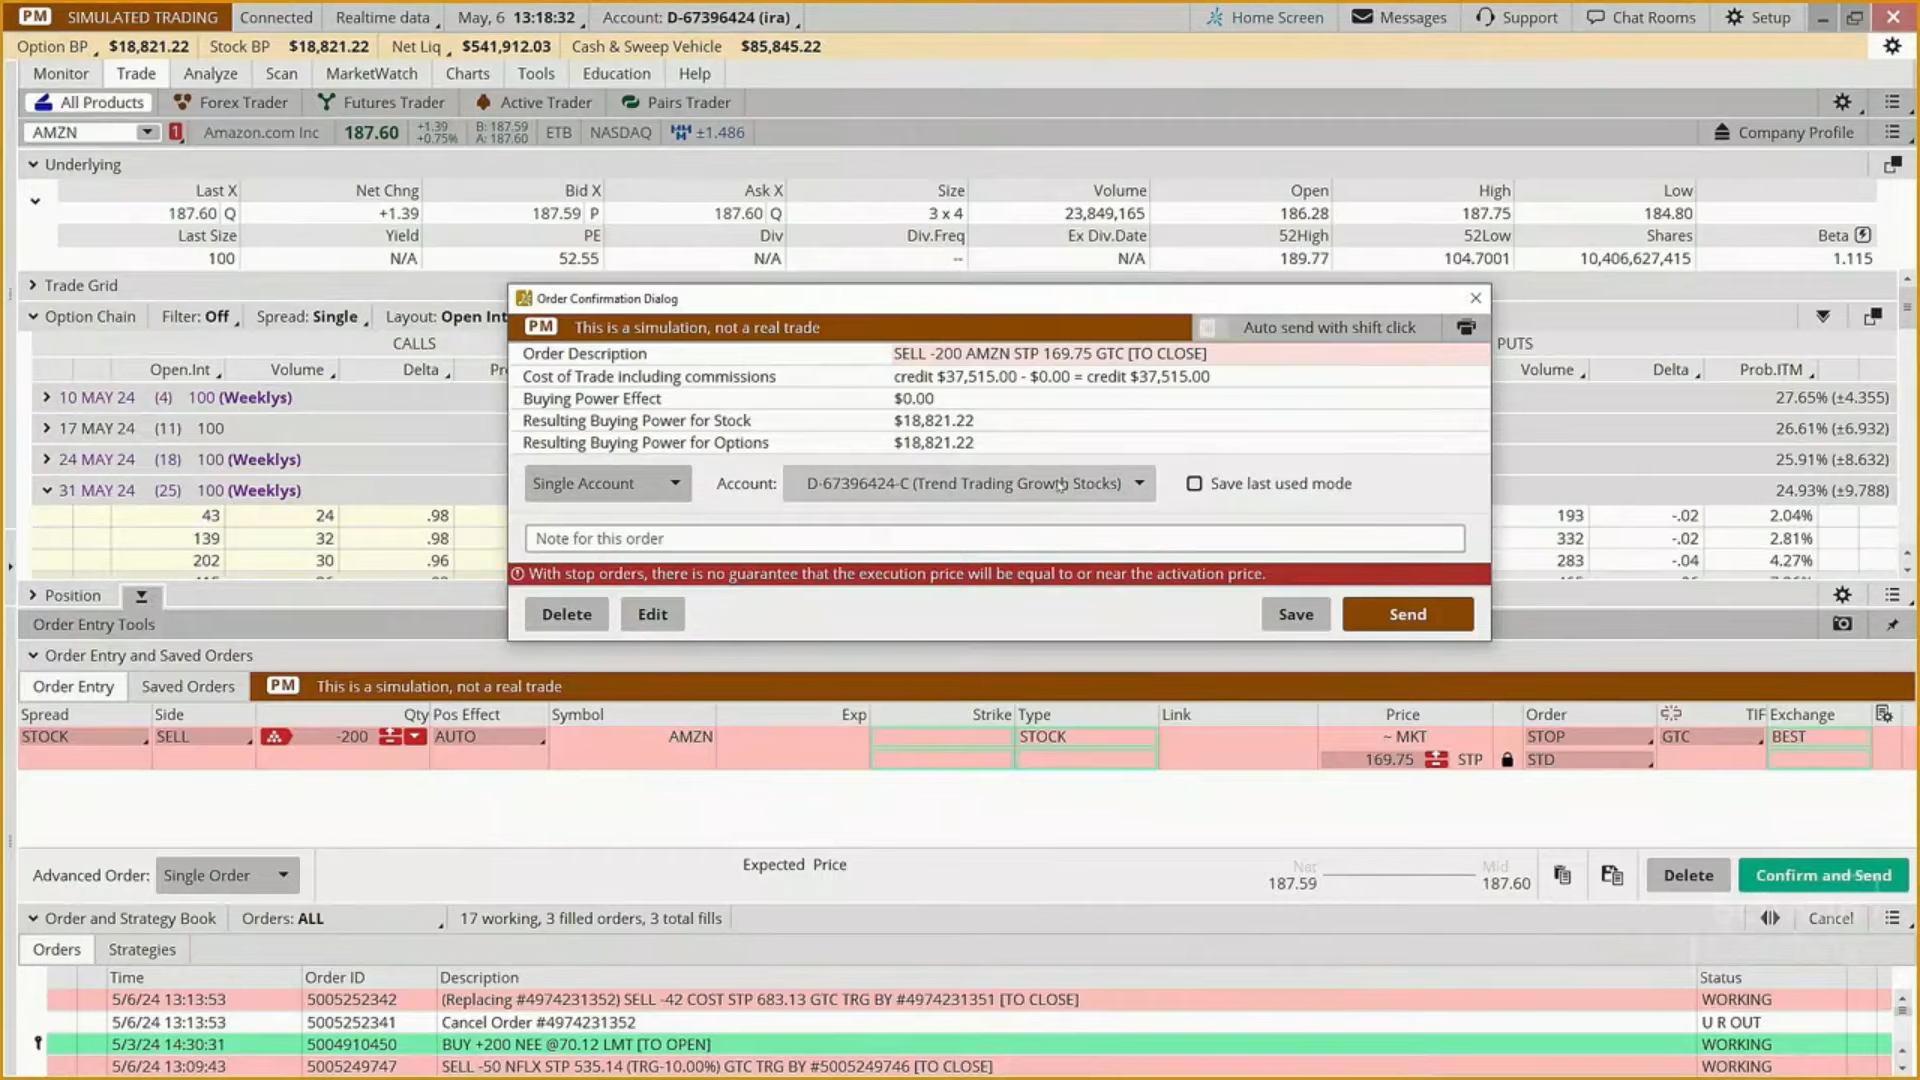 PM SIMULATED TRADING Connected Realtime data May, 6 13:18:32 Account: D-67396424 (ira) Home Screen Messages Support Chat Rooms Setup
Option BP $18,821.22 Stock BP $18,821.22 Net Liq $541,912.03 Cash & Sweep Vehicle $85,845.22
Monitor Trade Analyze Scan MarketWatch Charts Tools Education Help
All Products Forex Trader Futures Trader Active Trader Pairs Trader
AMZN 1 Amazon.com Inc 187.60 +1.39 +0.75% B: 187.59 A: 187.60 ETB NASDAQ ±1.486 Company Profile
Underlying
Last X Net Chng Bid X Ask X Size Volume Open High Low
187.60 Q +1.39 187.59 P 187.60 Q 3 x 4 23,849,165 186.28 187.75 184.80
Last Size Yield PE Div Div.Freq Ex Div.Date 52High 52Low Shares Beta
100 N/A 52.55 N/A -- N/A 189.77 104.7001 10,406,627,415 1.115
Trade Grid
Option Chain Filter: Off Spread: Single Layout: Open Int
CALLS PUTS
Open.Int Volume Delta Volume Delta Prob.ITM
10 MAY 24 (4) 100 (Weeklys) 27.65% (±4.355)
17 MAY 24 (11) 100 26.61% (±6.932)
24 MAY 24 (18) 100 (Weeklys) 25.91% (±8.632)
31 MAY 24 (25) 100 (Weeklys) 24.93% (±9.788)
43 24 .98 193 -.02 2.04%
139 32 .98 332 -.02 2.81%
202 30 .96 283 -.04 4.27%
Order Confirmation Dialog
PM This is a simulation, not a real trade Auto send with shift click
Order Description SELL -200 AMZN STP 169.75 GTC [TO CLOSE]
Cost of Trade including commissions credit $37,515.00 - $0.00 = credit $37,515.00
Buying Power Effect $0.00
Resulting Buying Power for Stock $18,821.22
Resulting Buying Power for Options $18,821.22
Single Account Account: D-67396424-C (Trend Trading Growth Stocks) Save last used mode
Note for this order
With stop orders, there is no guarantee that the execution price will be equal to or near the activation price.
Delete Edit Save Send
Position
Order Entry Tools
Order Entry and Saved Orders
Order Entry Saved Orders PM This is a simulation, not a real trade
Spread Side Qty Pos Effect Symbol Exp Strike Type Link Price Order TIF Exchange
STOCK SELL -200 AUTO AMZN STOCK ~ MKT STOP GTC BEST
169.75 STP STD
Advanced Order: Single Order Expected Price Nat 187.59 Mid 187.60 Delete Confirm and Send
Order and Strategy Book Orders: ALL 17 working, 3 filled orders, 3 total fills Cancel
Orders Strategies
Time Order ID Description Status
5/6/24 13:13:53 5005252342 (Replacing #4974231352) SELL -42 COST STP 683.13 GTC TRG BY #4974231351 [TO CLOSE] WORKING
5/6/24 13:13:53 5005252341 Cancel Order #4974231352 U R OUT
5/3/24 14:30:31 5004910450 BUY +200 NEE @70.12 LMT [TO OPEN] WORKING
5/6/24 13:09:43 5005249747 SELL -50 NFLX STP 535.14 (TRG-10.00%) GTC TRG BY #5005249746 [TO CLOSE] WORKING